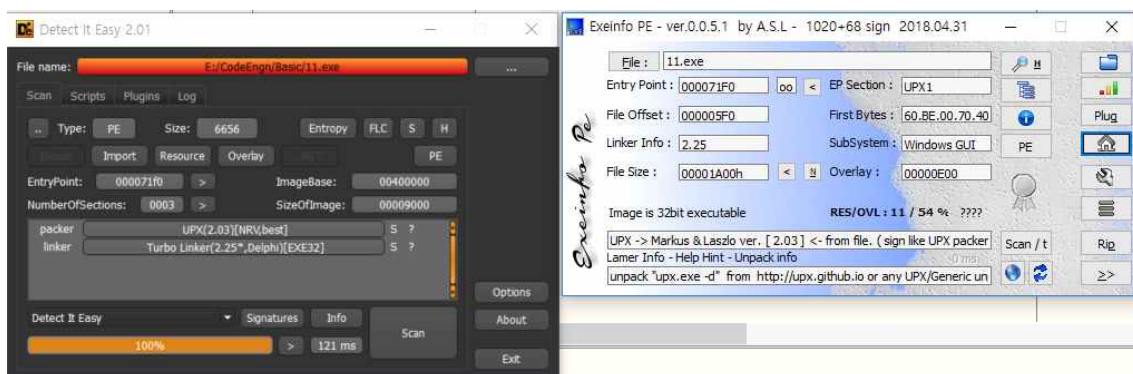 Detect It Easy 2.01
File name: E:/CodeEngn/Basic/11.exe ...
Scan Scripts Plugins Log
.. Type: PE Size: 6656 Entropy FLC S H
Import Resource Overlay PE
EntryPoint: 000071f0 > ImageBase: 00400000
NumberOfSections: 0003 > SizeOfImage: 00009000
packer UPX(2.03)[NRV,best] S ?
linker Turbo Linker(2.25*,Delphi)[EXE32] S ?
Options
Detect It Easy Signatures Info Scan About
100% > 121 ms Exit
Exeinfo PE - ver.0.0.5.1 by A.S.L - 1020+68 sign 2018.04.31
Exeinfo Pe
File : 11.exe H
Entry Point : 000071F0 oo < EP Section : UPX1
File Offset : 000005F0 First Bytes : 60.BE.00.70.40 Plug
Linker Info : 2.25 SubSystem : Windows GUI PE
File Size : 00001A00h < N Overlay : 00000E00
Image is 32bit executable RES/OVL : 11 / 54 % ????
UPX -> Markus & Laszlo ver. [ 2.03 ] <- from file. ( sign like UPX packer Scan / t Rip
Lamer Info - Help Hint - Unpack info 0 ms
unpack "upx.exe -d" from http://upx.github.io or any UPX/Generic un >>